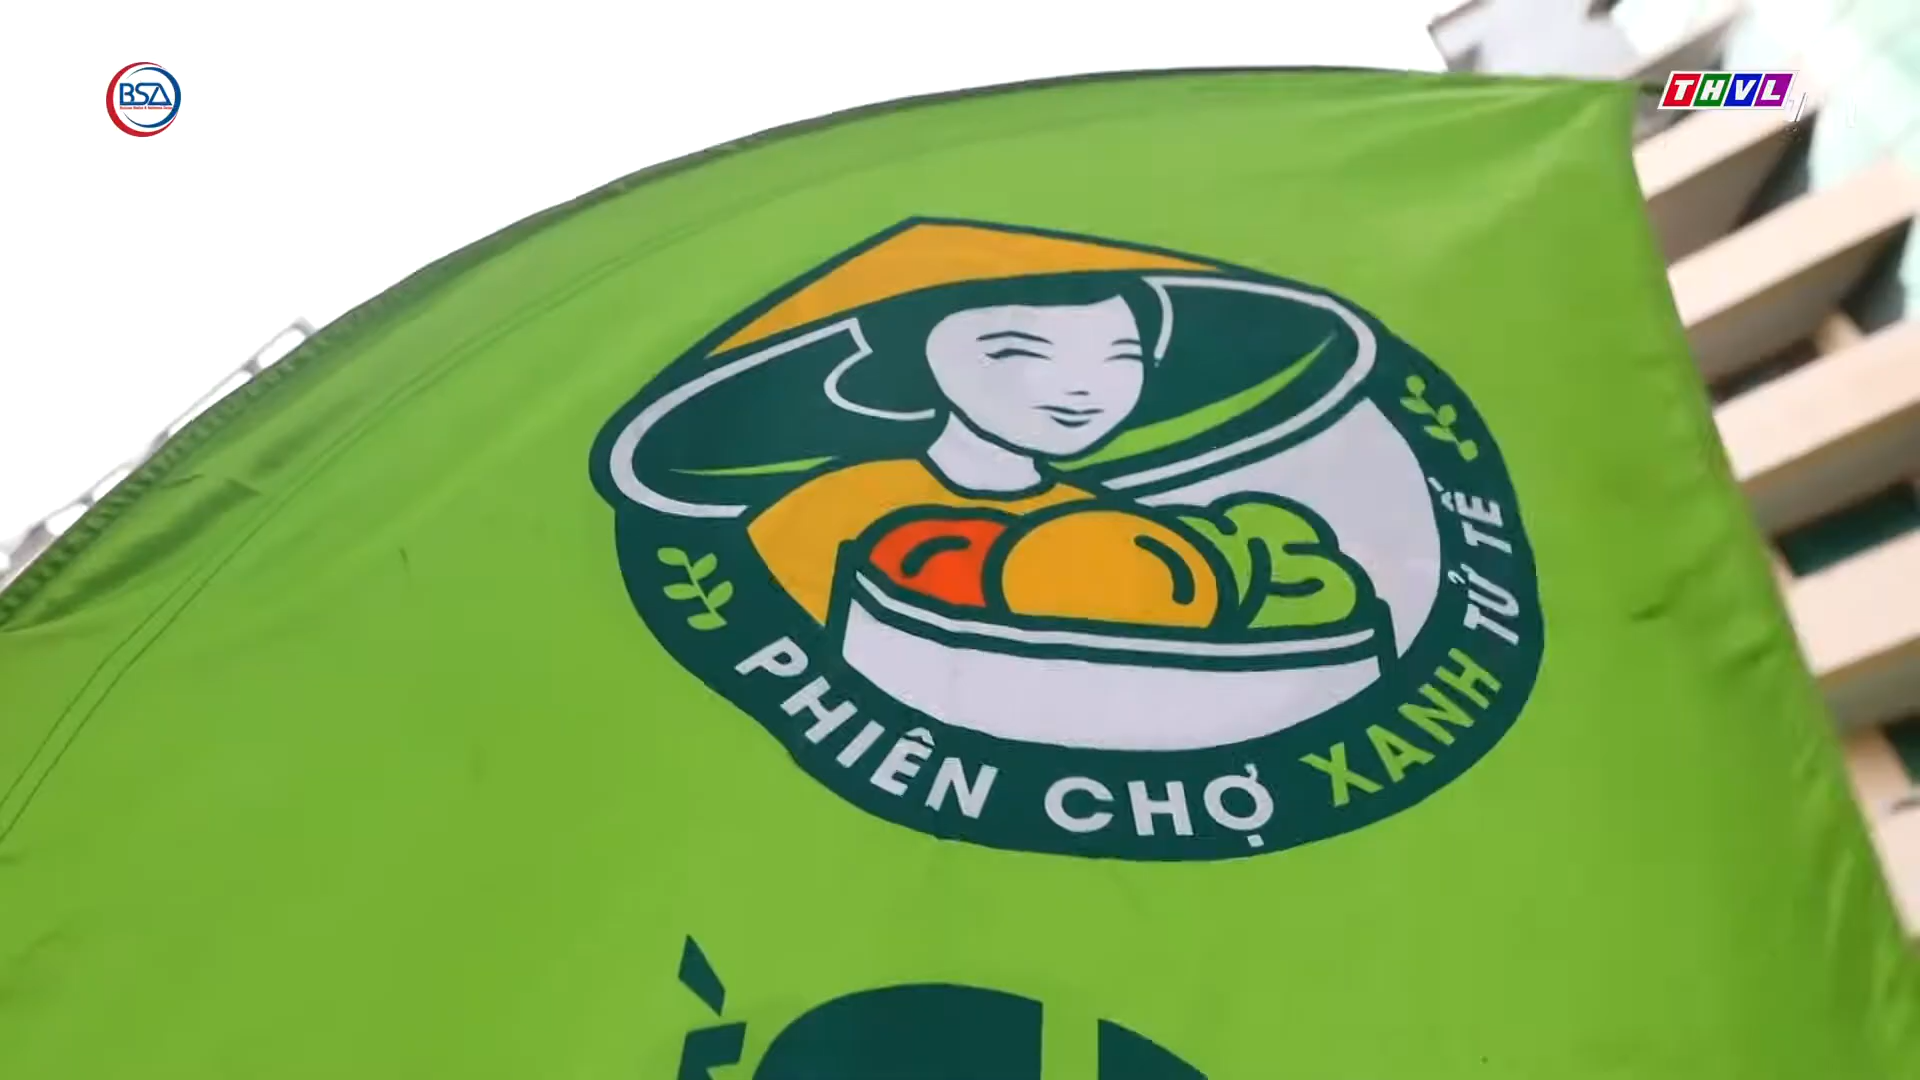 BSA
THVL
PHIÊN CHỢ XANH TỬ TẾ